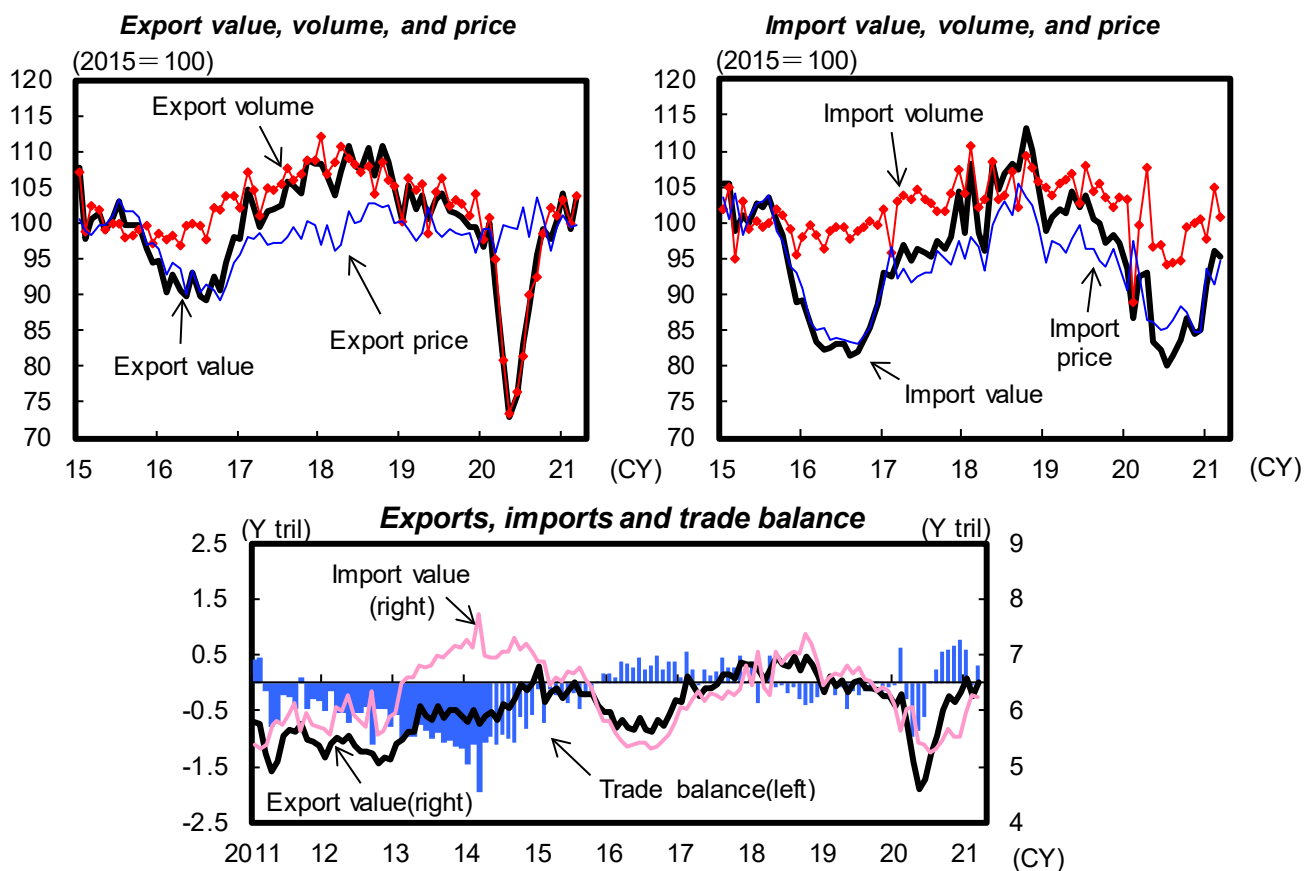 Export value, volume, and price
(2015＝100)
120
115
110
105
100
95
90
85
80
75
70
Export volume
Export price
Export value
15 16 17 18 19 20 21 (CY)
Import value, volume, and price
(2015＝100)
120
115
110
105
100
95
90
85
80
75
70
Import volume
Import
price
Import value
15 16 17 18 19 20 21 (CY)
Exports, imports and trade balance
(Y tril)
(Y tril)
2.5
1.5
0.5
-0.5
-1.5
-2.5
Import value
(right)
Export value(right)
Trade balance(left)
9
8
7
6
5
4
2011 12 13 14 15 16 17 18 19 20 21 (CY)